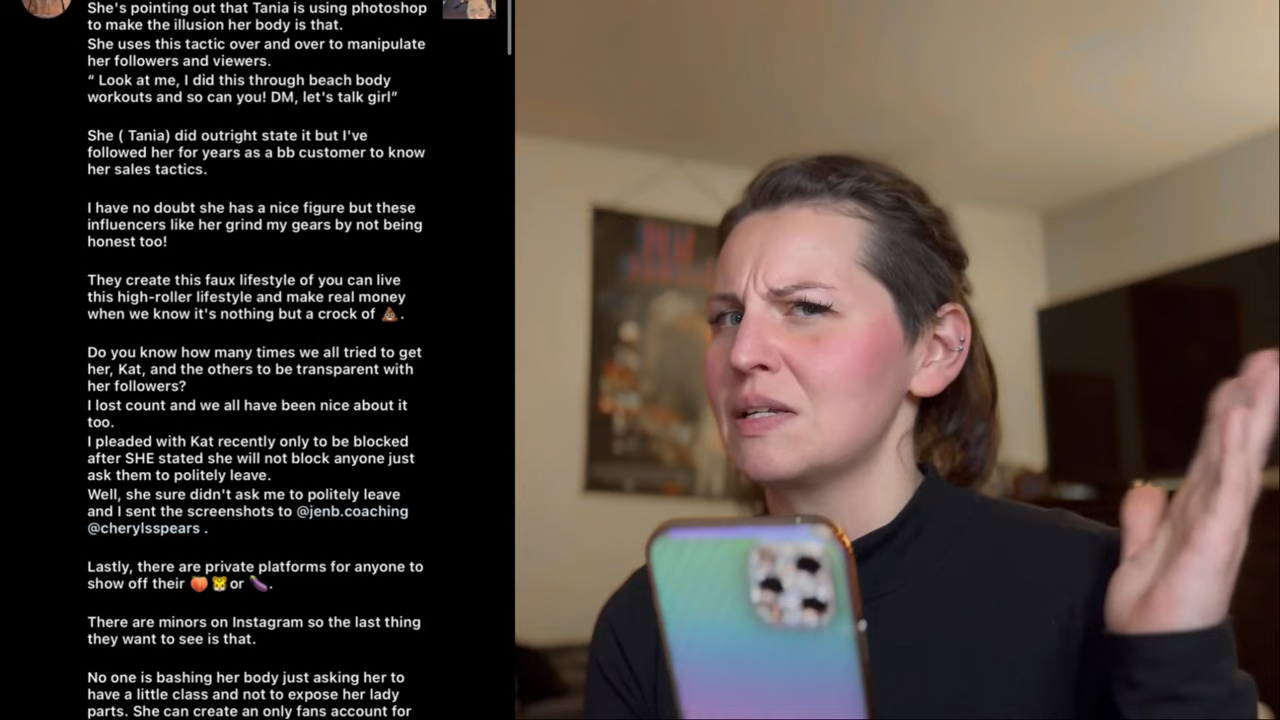 She's pointing out that Tania is using photoshop
to make the illusion her body is that.
She uses this tactic over and over to manipulate
her followers and viewers.
“ Look at me, I did this through beach body
workouts and so can you! DM, let's talk girl”
She ( Tania) did outright state it but I've
followed her for years as a bb customer to know
her sales tactics.
I have no doubt she has a nice figure but these
influencers like her grind my gears by not being
honest too!
They create this faux lifestyle of you can live
this high-roller lifestyle and make real money
when we know it's nothing but a crock of 💩.
Do you know how many times we all tried to get
her, Kat, and the others to be transparent with
her followers?
I lost count and we all have been nice about it
too.
I pleaded with Kat recently only to be blocked
after SHE stated she will not block anyone just
ask them to politely leave.
Well, she sure didn't ask me to politely leave
and I sent the screenshots to @jenb.coaching
@cherylsspears .
Lastly, there are private platforms for anyone to
show off their 🍑🐯or 🍆.
There are minors on Instagram so the last thing
they want to see is that.
No one is bashing her body just asking her to
have a little class and not to expose her lady
parts. She can create an only fans account for